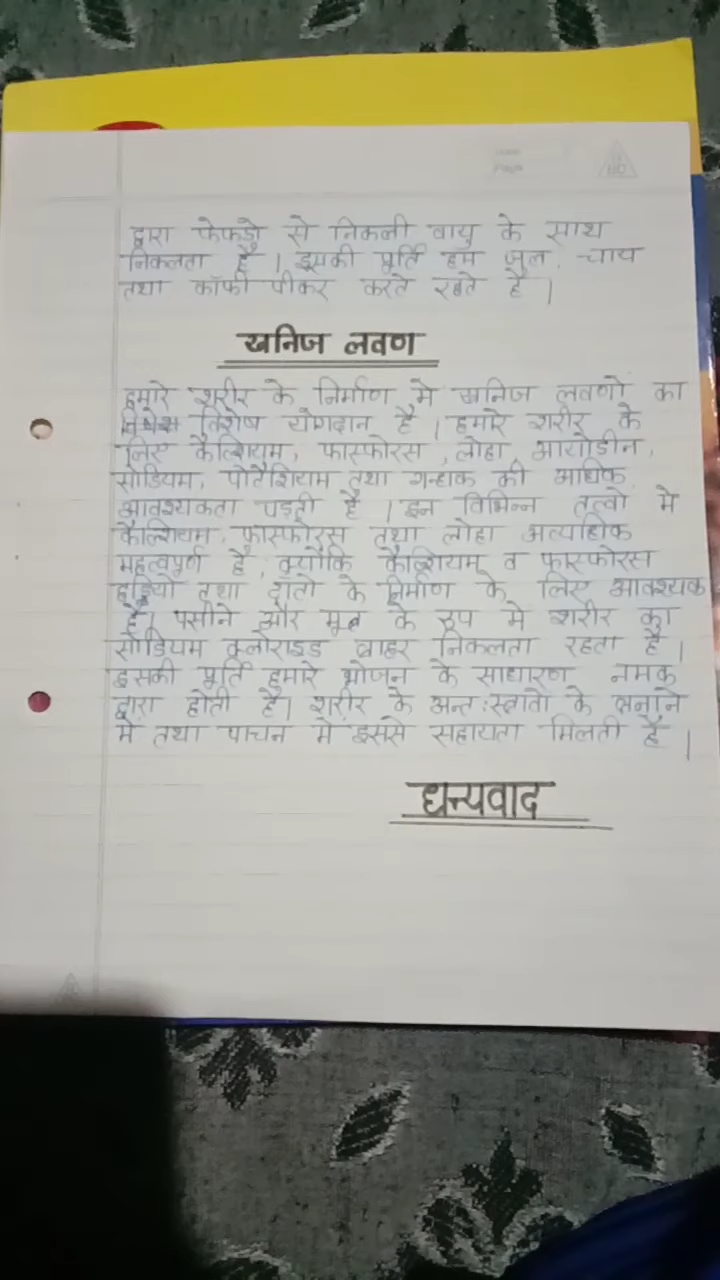 द्वारा फेफड़ो से निकली वायु के साथ
निकलता है । इसकी पूर्ति हम जल, चाय
तथा कॉफी पीकर करते रहते है ।
खनिज लवण
हमारे शरीर के निर्माण मे खनिज लवणो का
विशेष योगदान है । हमारे शरीर के
लिए कैल्शियम, फास्फोरस, लोहा, आयोडीन,
सोडियम, पोटैशियम तथा गन्धक की अधिक
आवश्यकता पड़ती है । इन विभिन्न तत्वो मे
कैल्शियम, फास्फोरस तथा लोहा अत्याधिक
महत्वपूर्ण है, क्योकि कैल्शियम व फास्फोरस
हड्डियो तथा दाँतो के निर्माण के लिए आवश्यक
है। पसीने और मूत्र के रूप मे शरीर का
सोडियम क्लोराइड बाहर निकलता रहता है ।
इसकी पूर्ति हमारे भोजन के साधारण नमक
द्वारा होती है। शरीर के अन्तःस्त्रातो के बनाने
मे तथा पाचन मे इससे सहायता मिलती है ।
धन्यवाद